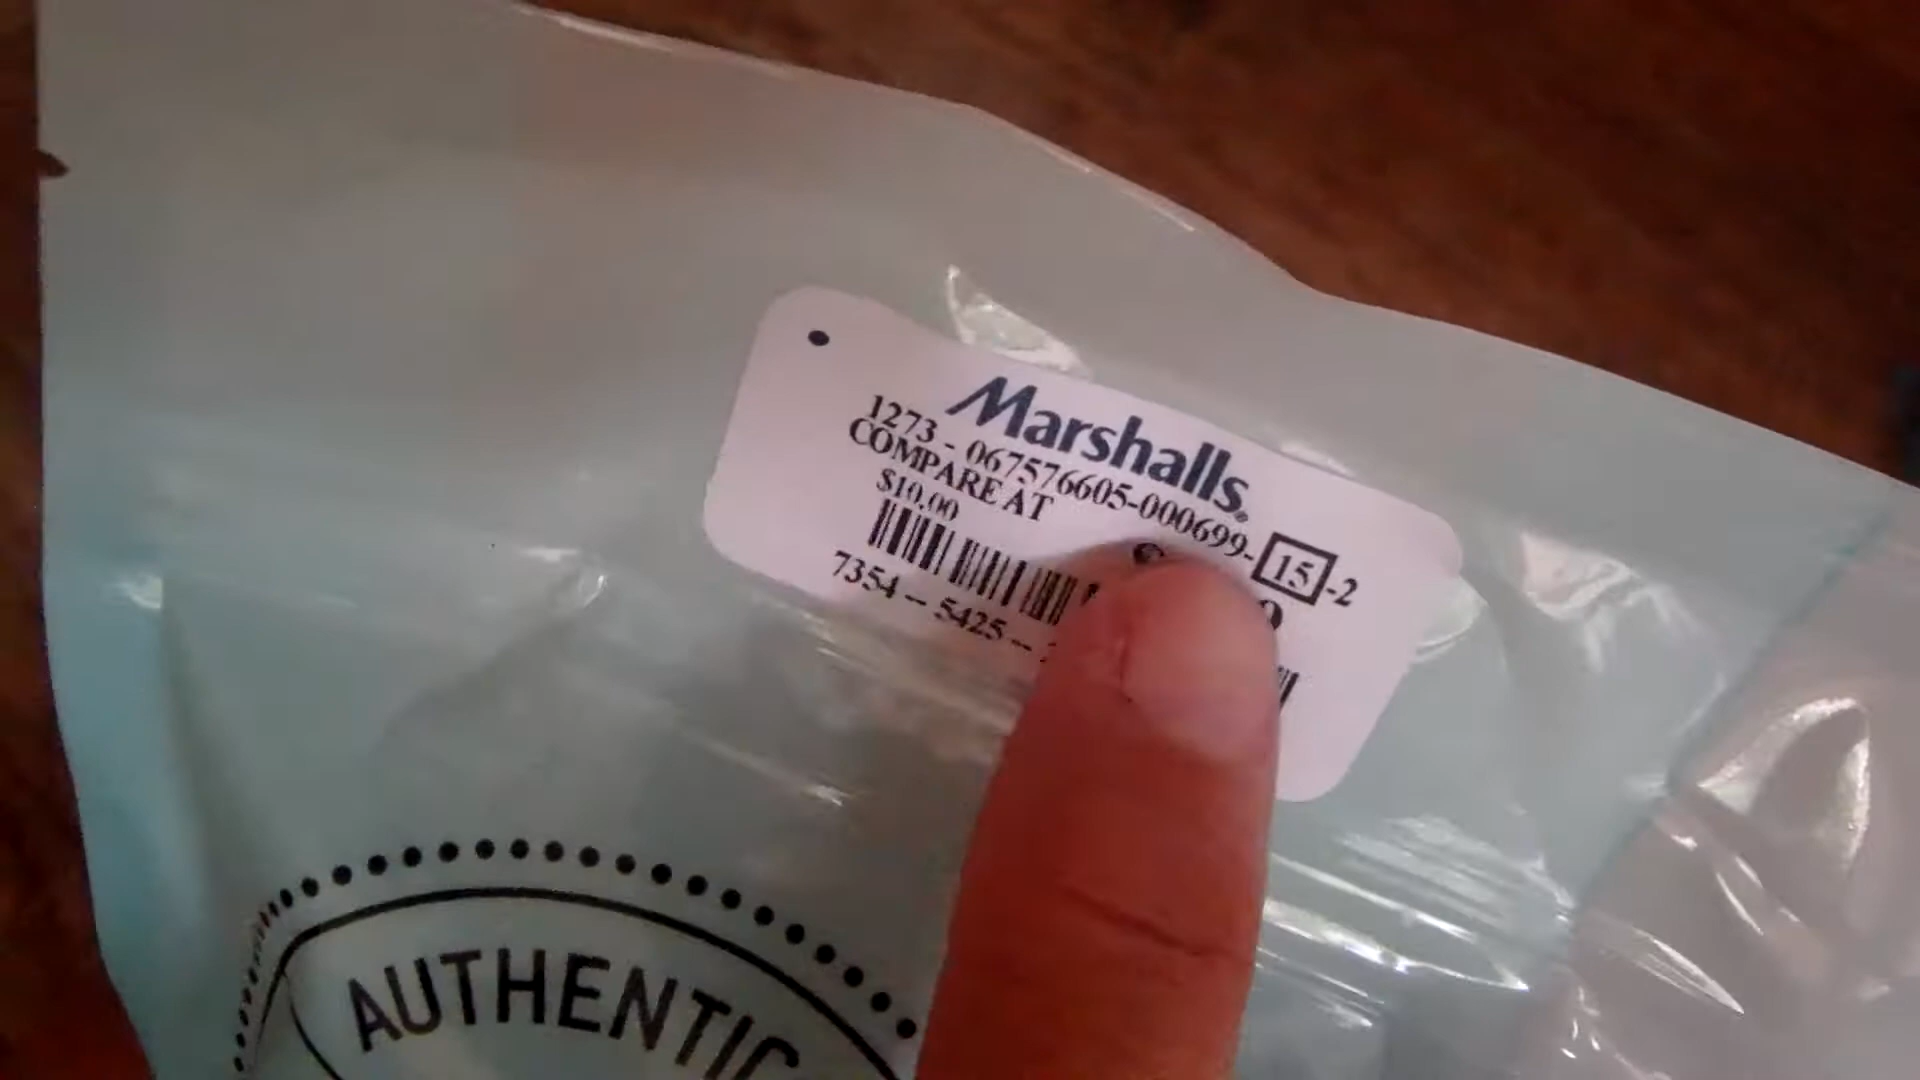 Marshalls
1273 - 067576605-000699- 15 -2
COMPARE AT
$10.00
7354 -- 5425 --
AUTHENTIC